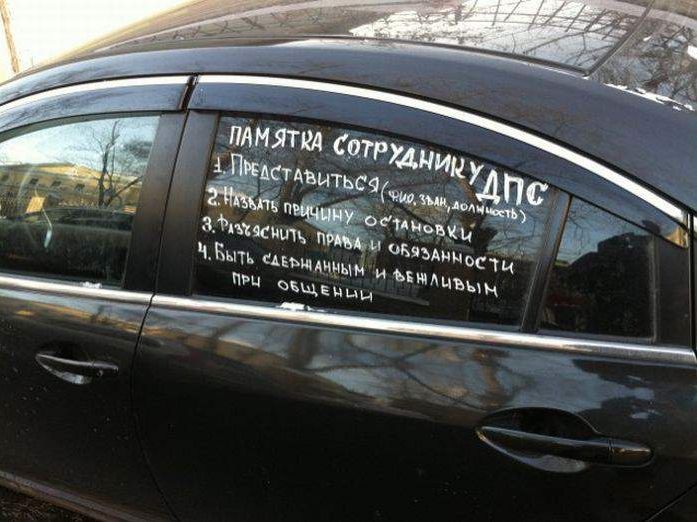 ПАМЯТКА СОТРУДНИКУ ДПС
1. ПРЕДСТАВИТЬСЯ (ФИО, ЗВАН, ДОЛЖНОСТЬ)
2. НАЗВАТЬ ПРИЧИНУ ОСТАНОВКИ
3. РАЗЪЯСНИТЬ ПРАВА И ОБЯЗАННОСТИ
4. БЫТЬ СДЕРЖАННЫМ И ВЕЖЛИВЫМ
ПРИ ОБЩЕНИИ